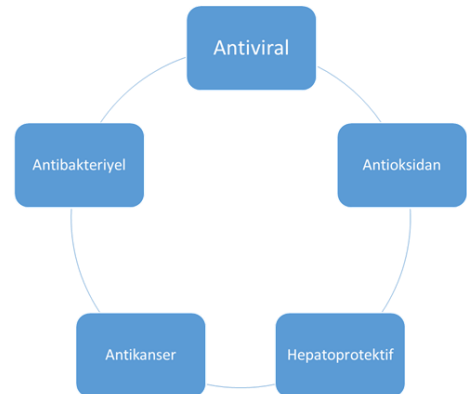 Antiviral
Antioksidan
Hepatoprotektif
Antikanser
Antibakteriyel